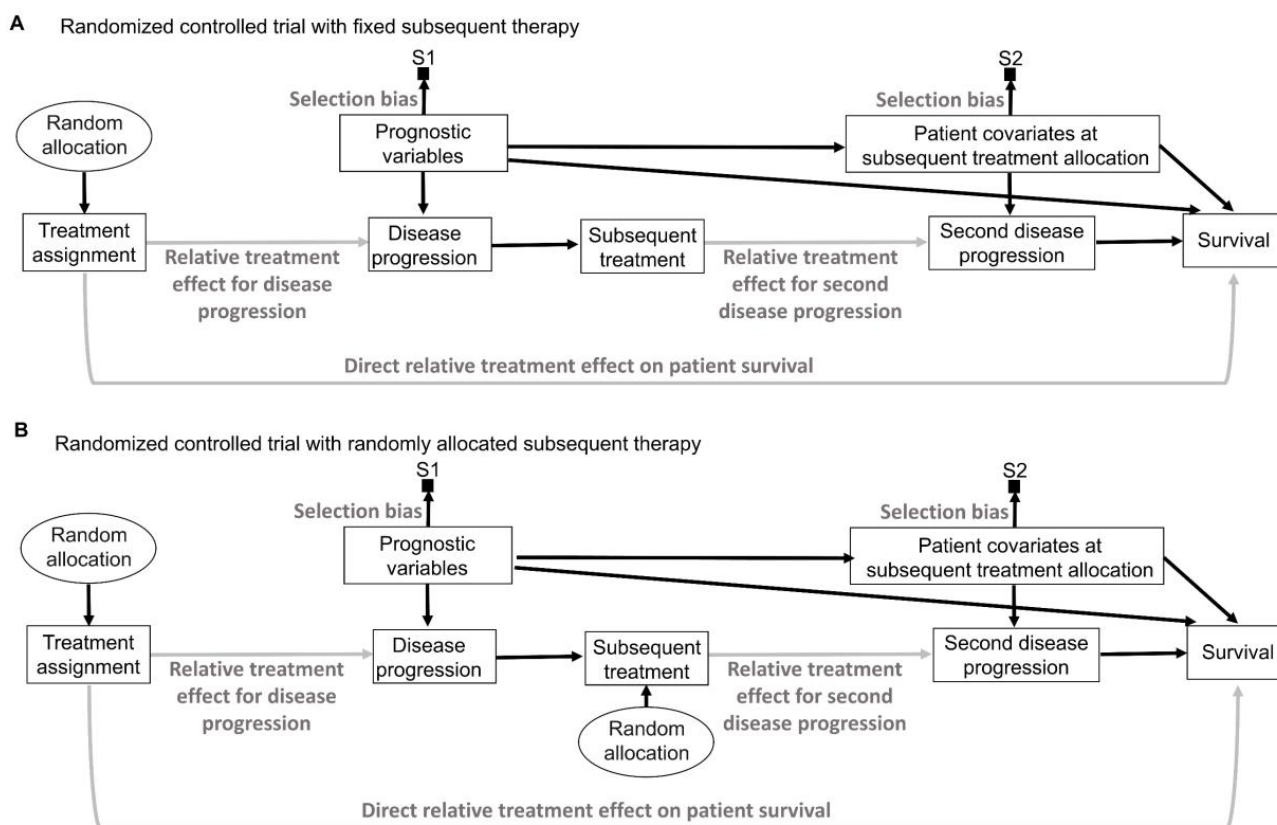 A Randomized controlled trial with fixed subsequent therapy
S1
S2
Selection bias
Selection bias
Random
allocation
Prognostic
variables
Patient covariates at
subsequent treatment allocation
Treatment
assignment
Relative treatment
effect for disease
progression
Disease
progression
Subsequent
treatment
Relative treatment
effect for second
disease progression
Second disease
progression
Survival
Direct relative treatment effect on patient survival
B Randomized controlled trial with randomly allocated subsequent therapy
S1
S2
Selection bias
Selection bias
Random
allocation
Prognostic
variables
Patient covariates at
subsequent treatment allocation
Treatment
assignment
Relative treatment
effect for disease
progression
Disease
progression
Subsequent
treatment
Random
allocation
Relative treatment
effect for second
disease progression
Second disease
progression
Survival
Direct relative treatment effect on patient survival